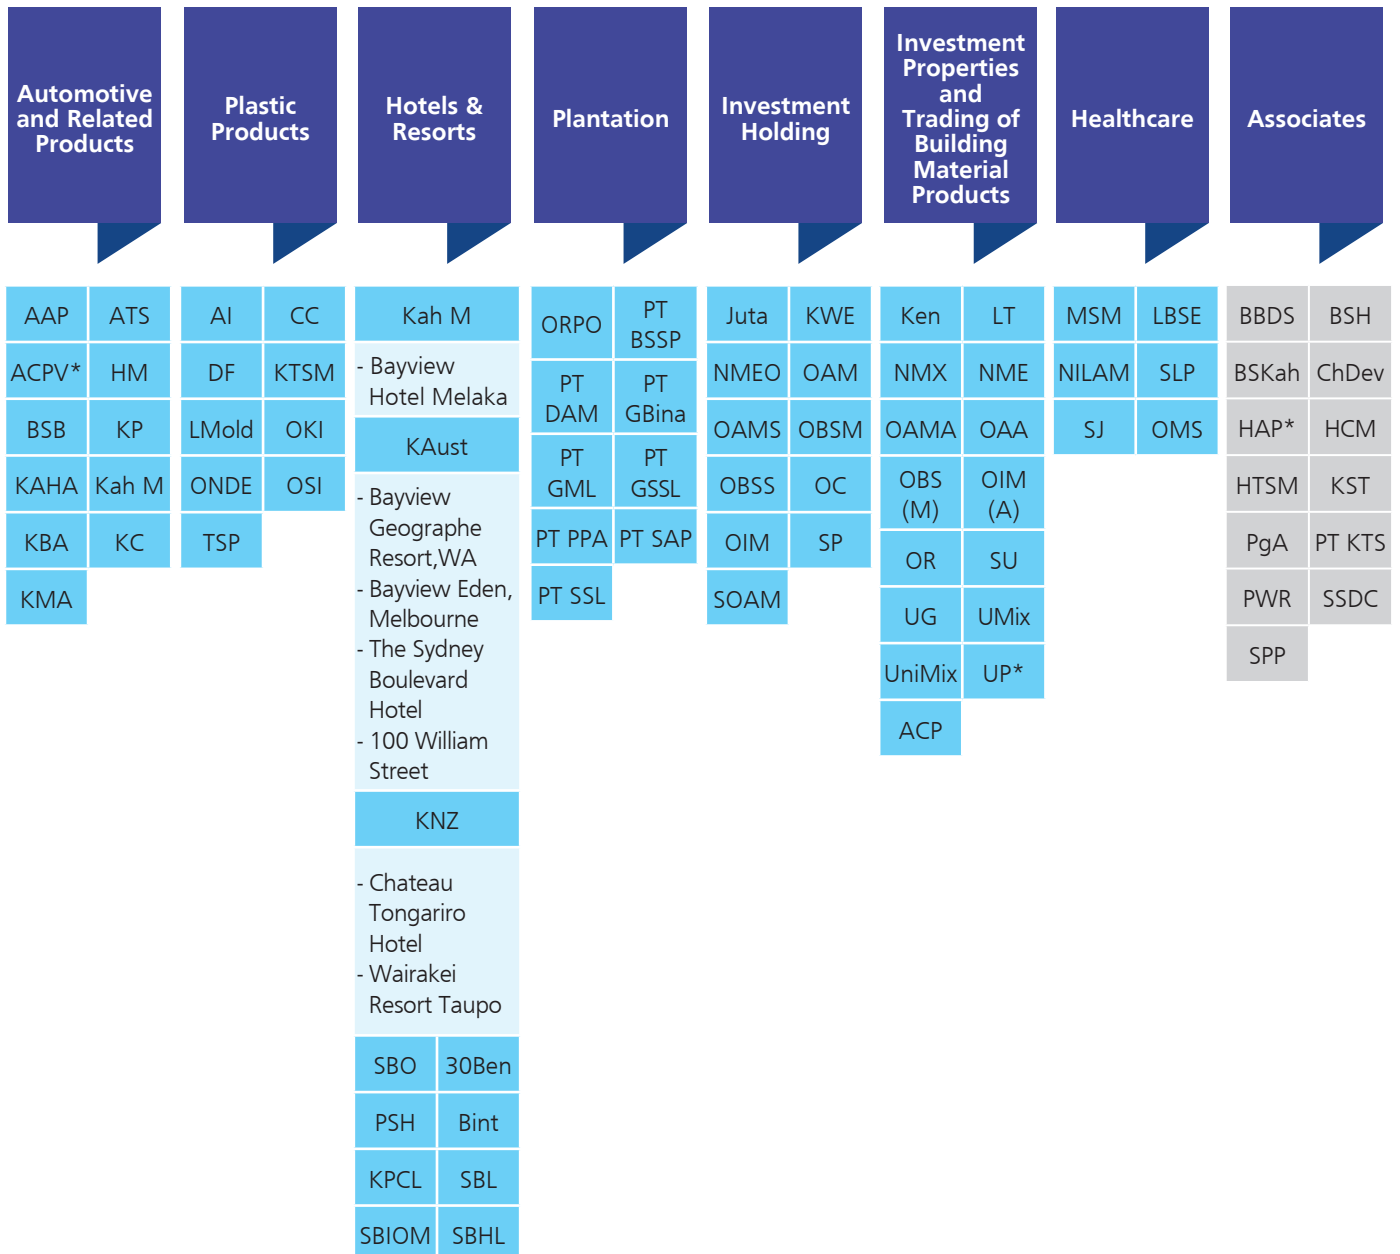 Automotive
and Related
Products
Plastic
Products
Hotels &
Resorts
Plantation
Investment
Holding
Investment
Properties
and
Trading of
Building
Material
Products
Healthcare
Associates
AAP ATS
ACPV* HM
BSB KP
KAHA Kah M
KBA KC
KMA
AI CC
DF KTSM
LMold OKI
ONDE OSI
TSP
Kah M
- Bayview
Hotel Melaka
KAust
- Bayview
Geographe
Resort,WA
- Bayview Eden,
Melbourne
- The Sydney
Boulevard
Hotel
- 100 William
Street
KNZ
- Chateau
Tongariro
Hotel
- Wairakei
Resort Taupo
SBO 30Ben
PSH Bint
KPCL SBL
SBIOM SBHL
ORPO
PT
BSSP
PT
DAM
PT
GBina
PT
GML
PT
GSSL
PT PPA PT SAP
PT SSL
Juta KWE
NMEO OAM
OAMS OBSM
OBSS OC
OIM SP
SOAM
Ken LT
NMX NME
OAMA OAA
OBS
(M)
OIM
(A)
OR SU
UG UMix
UniMix UP*
ACP
MSM LBSE
NILAM SLP
SJ OMS
BBDS BSH
BSKah ChDev
HAP* HCM
HTSM KST
PgA PT KTS
PWR SSDC
SPP